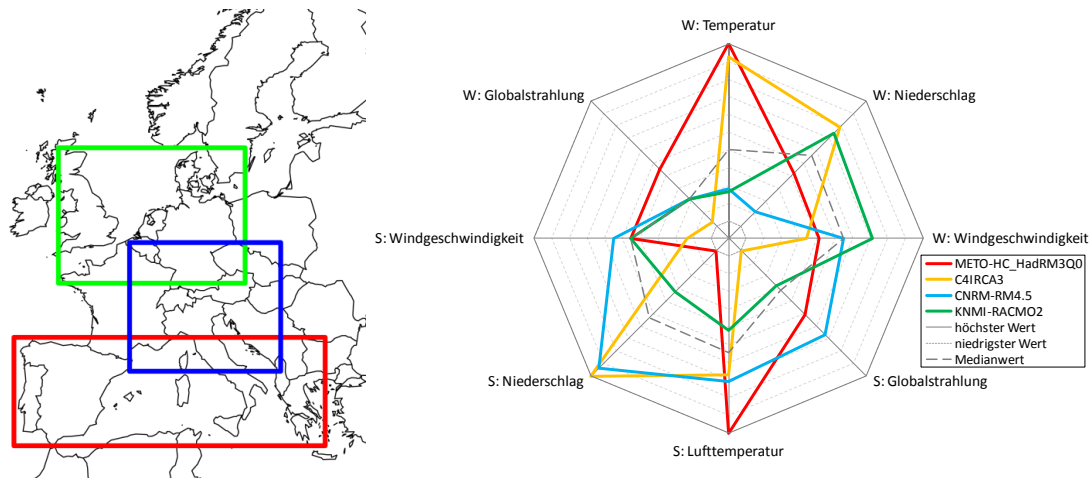 W: Temperatur
W: Globalstrahlung
W: Niederschlag
S: Windgeschwindigkeit
W: Windgeschwindigkeit
METO-HC_HadRM3Q0
C4IRCA3
CNRM-RM4.5
KNMI-RACMO2
höchster Wert
niedrigster Wert
Medianwert
S: Niederschlag
S: Globalstrahlung
S: Lufttemperatur